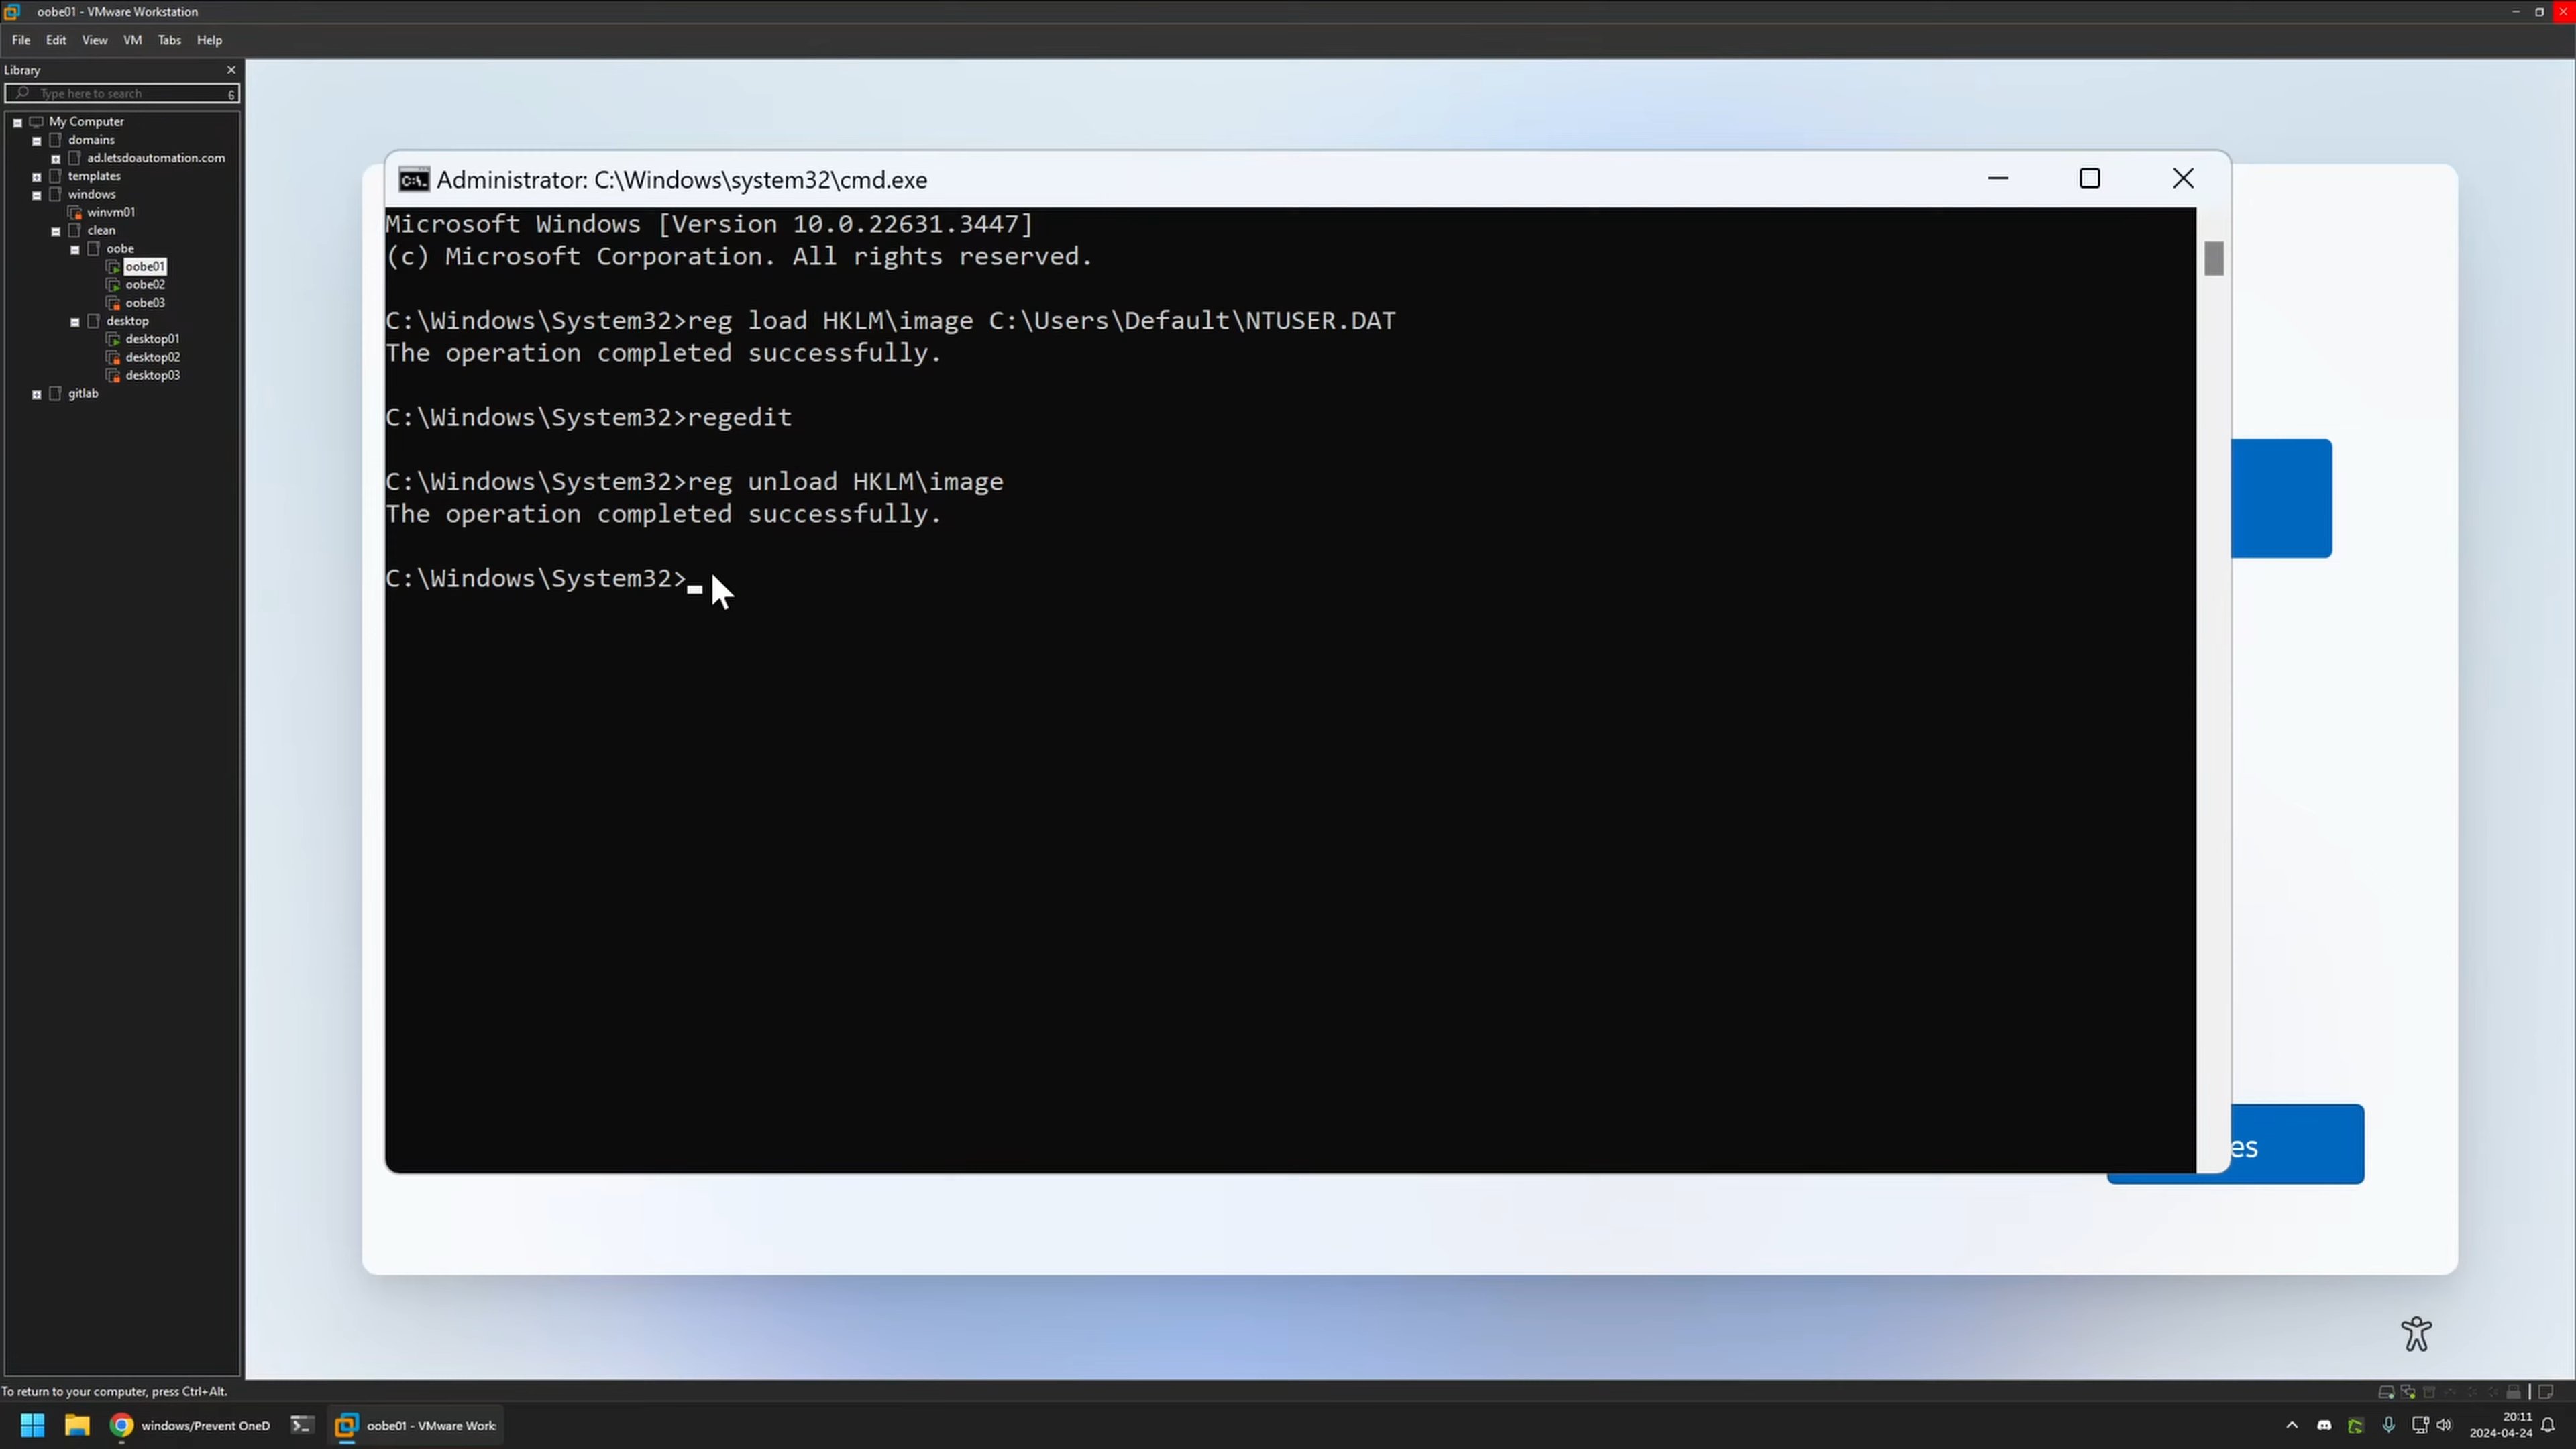 oobe01 - VMware Workstation
File Edit View VM Tabs Help
Library
Type here to search
6
My Computer
domains
ad.letsdoautomation.com
templates
windows
winvm01
clean
oobe
oobe01
oobe02
oobe03
desktop
desktop01
desktop02
desktop03
gitlab
Administrator: C:\Windows\system32\cmd.exe
Microsoft Windows [Version 10.0.22631.3447]
(c) Microsoft Corporation. All rights reserved.
C:\Windows\System32>reg load HKLM\image C:\Users\Default\NTUSER.DAT
The operation completed successfully.
C:\Windows\System32>regedit
C:\Windows\System32>reg unload HKLM\image
The operation completed successfully.
C:\Windows\System32>
es
To return to your computer, press Ctrl+Alt.
windows/Prevent OneD
oobe01 - VMware Work
20:11
2024-04-24